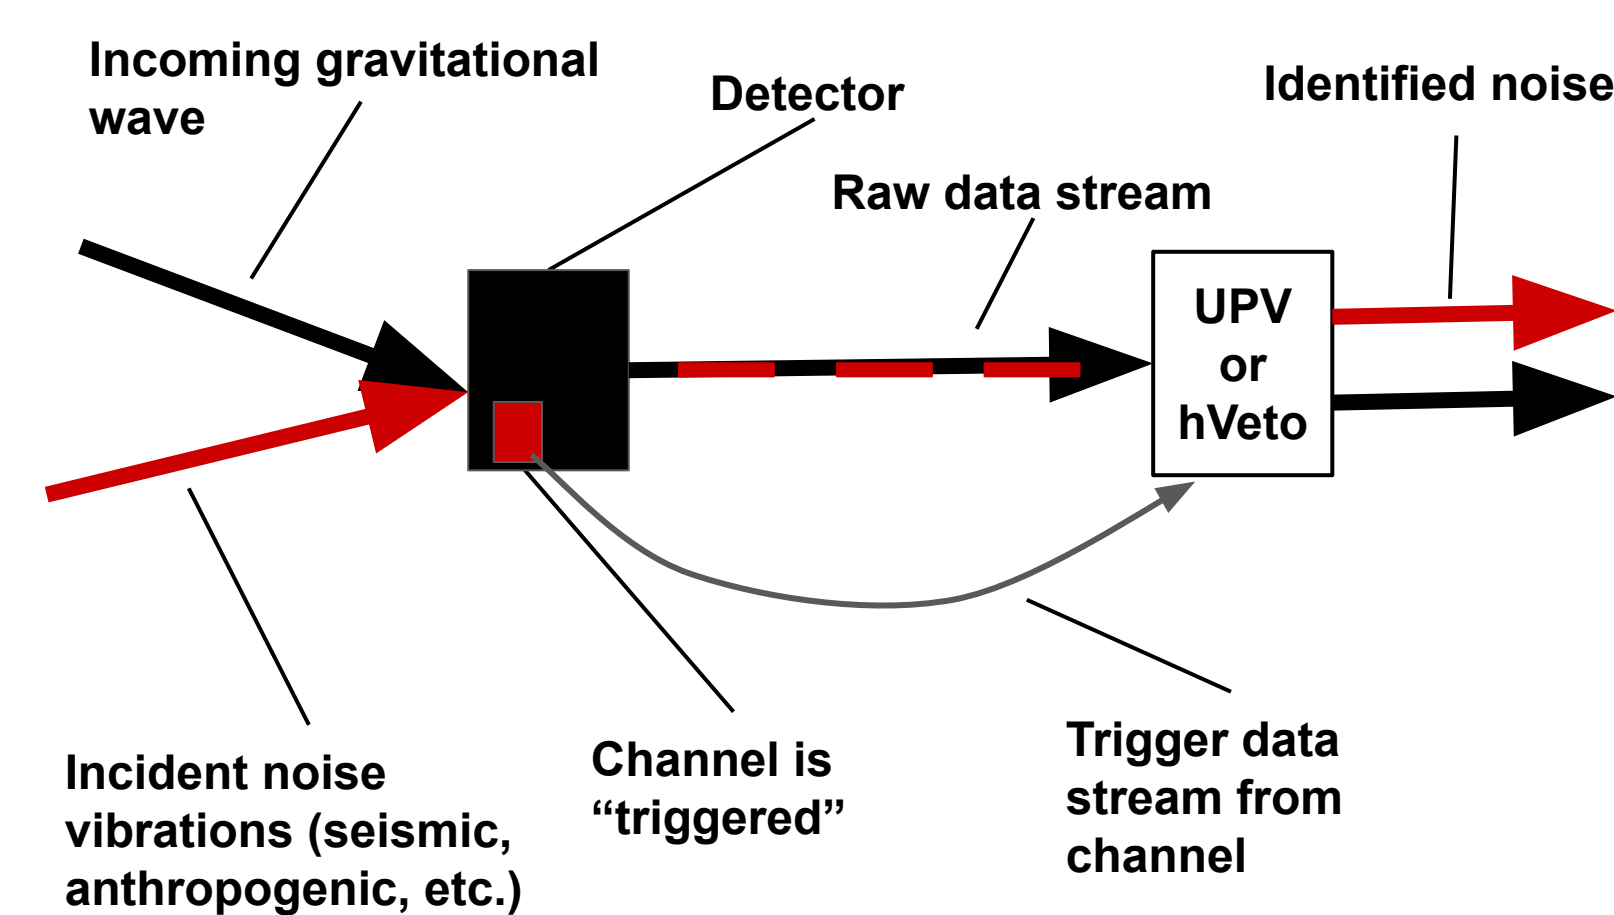 Incoming gravitational
wave
Detector
Identified noise
Raw data stream
UPV
or
hVeto
Incident noise
vibrations (seismic,
anthropogenic, etc.)
Channel is
“triggered”
Trigger data
stream from
channel